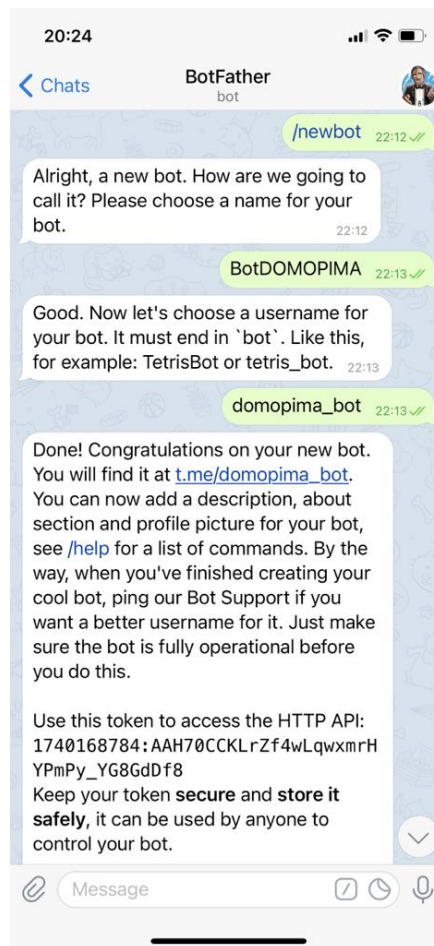 20:24
Chats
BotFather
bot
/newbot 22:12
Alright, a new bot. How are we going to
call it? Please choose a name for your
bot. 22:12
BotDOMOPIMA 22:13
Good. Now let's choose a username for
your bot. It must end in `bot`. Like this,
for example: TetrisBot or tetris_bot. 22:13
domopima_bot 22:13
Done! Congratulations on your new bot.
You will find it at t.me/domopima_bot.
You can now add a description, about
section and profile picture for your bot,
see /help for a list of commands. By the
way, when you've finished creating your
cool bot, ping our Bot Support if you
want a better username for it. Just make
sure the bot is fully operational before
you do this.
Use this token to access the HTTP API:
1740168784:AAH70CCKLrZf4wLqwxmrH
YPmPy_YG8GdDf8
Keep your token secure and store it
safely, it can be used by anyone to
control your bot.
Message